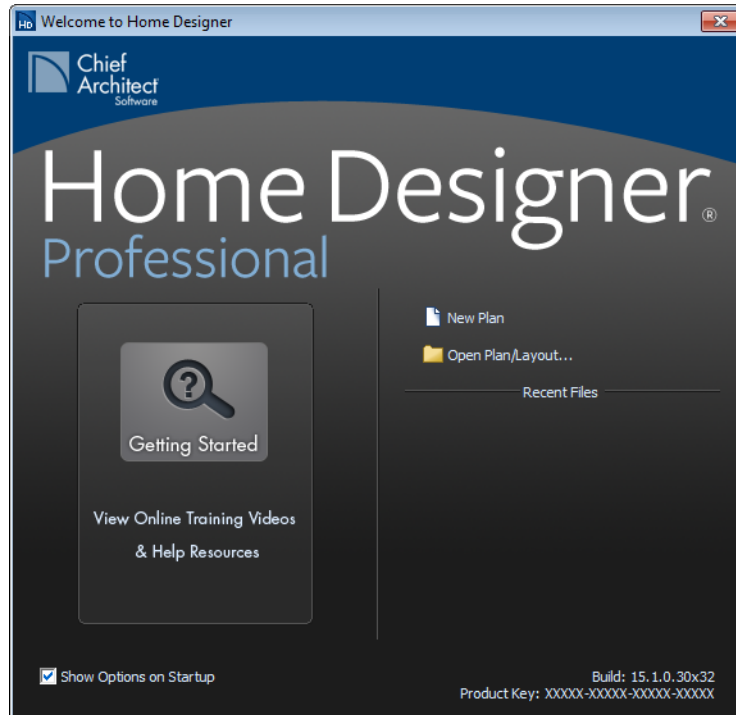 HD Welcome to Home Designer
Chief
Architect
Software
Home Designer®
Professional
New Plan
Open Plan/Layout...
Recent Files
?
Getting Started
View Online Training Videos
& Help Resources
Show Options on Startup
Build: 15.1.0.30x32
Product Key: XXXXX-XXXXX-XXXXX-XXXXX